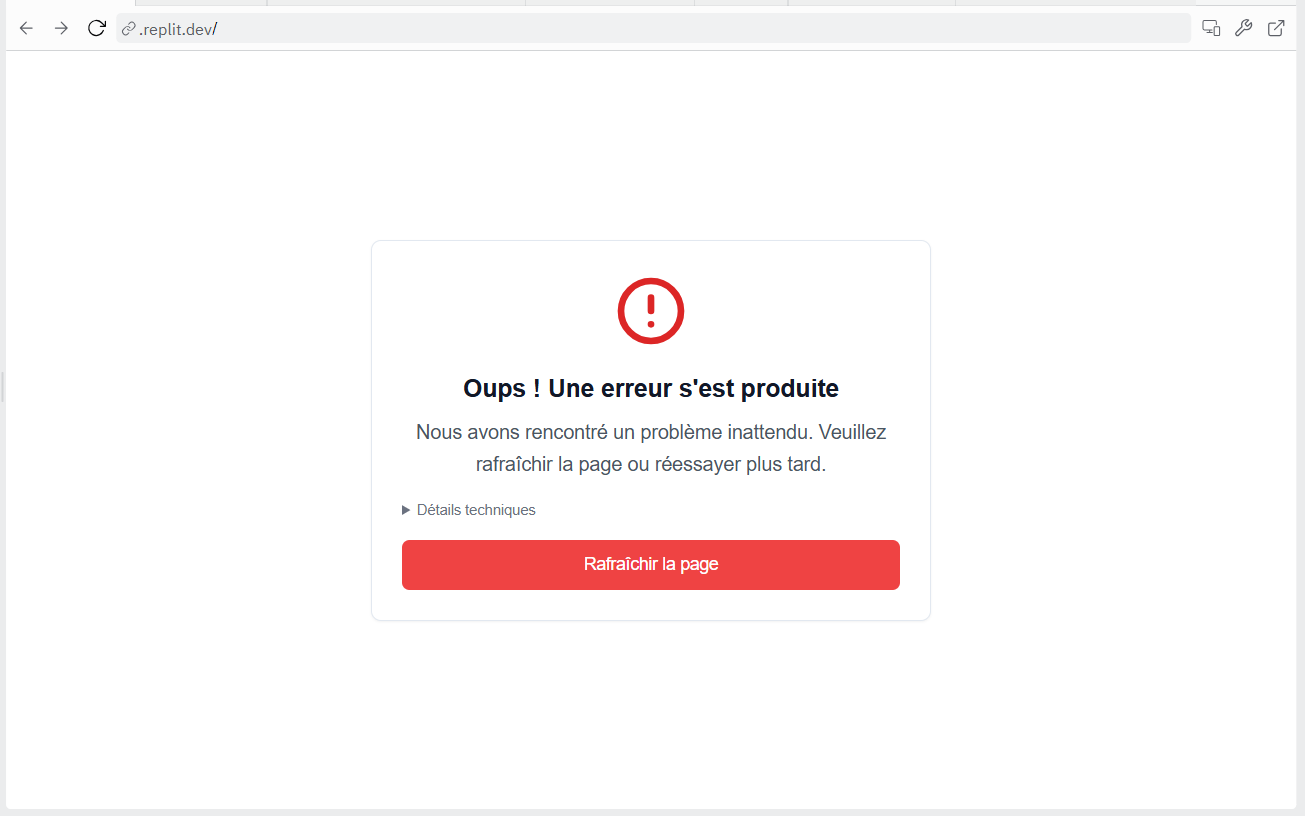 .replit.dev/
Oups ! Une erreur s'est produite
Nous avons rencontré un problème inattendu. Veuillez
rafraîchir la page ou réessayer plus tard.
Détails techniques
Rafraîchir la page